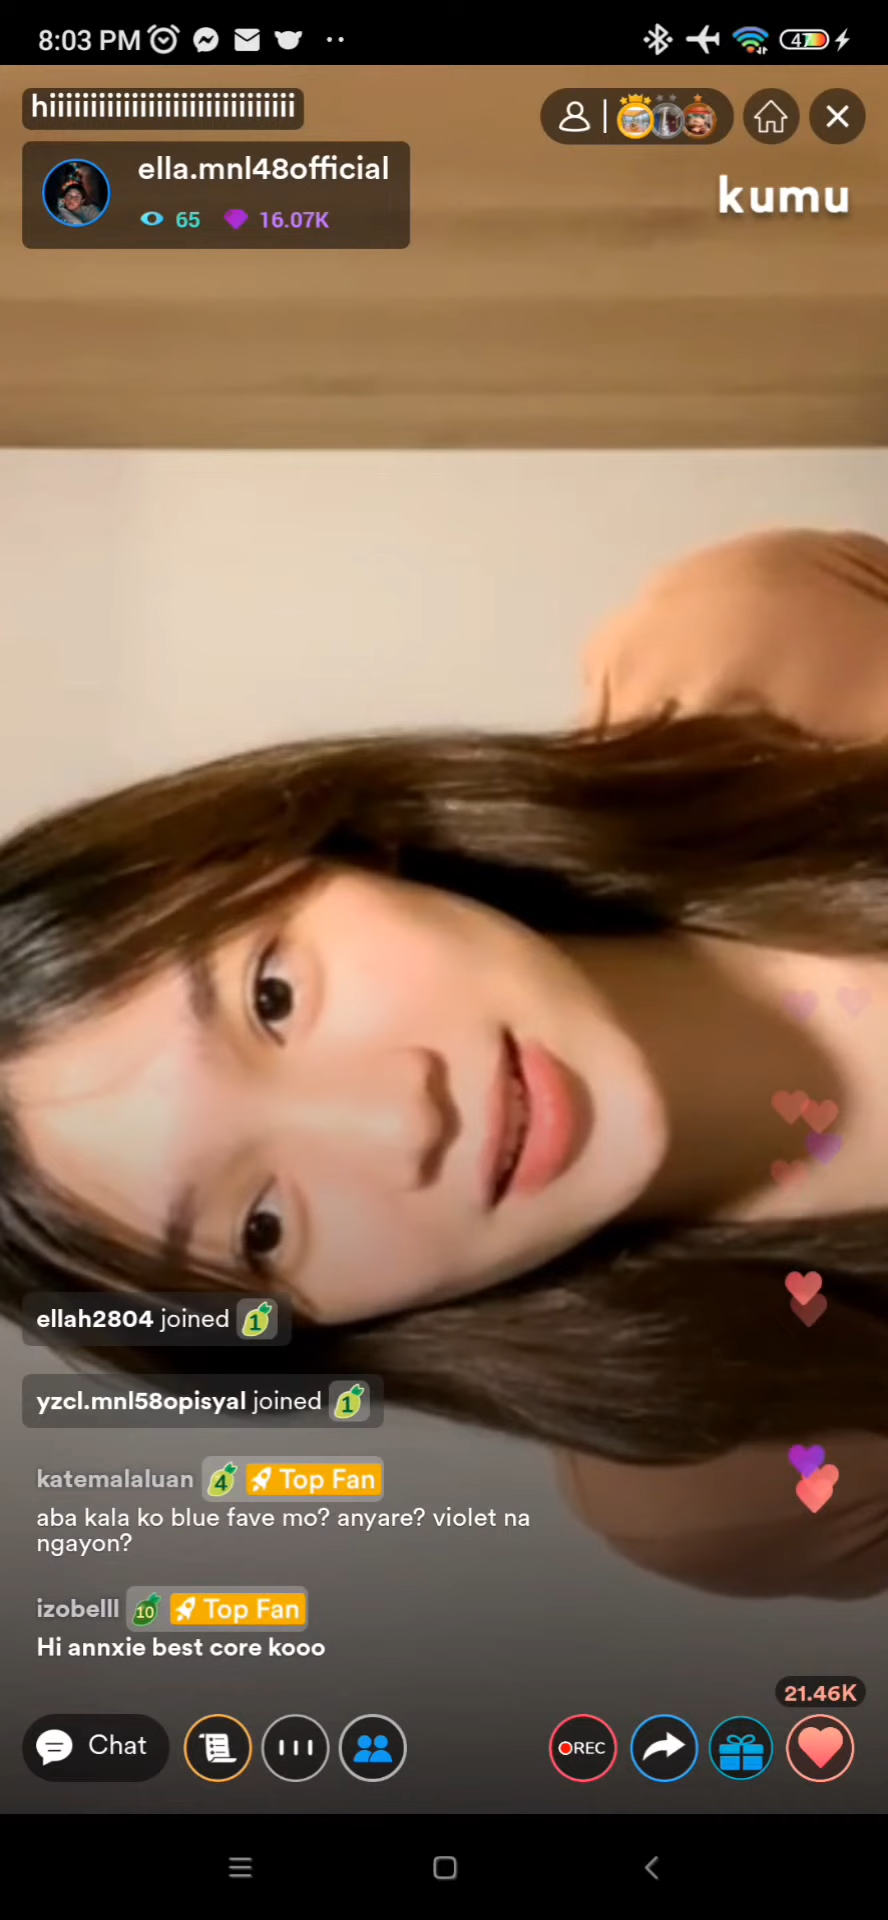 8:03 PM
47
hiiiiiiiiiiiiiiiiiiiiiiiiiiiiii
ella.mnl48official
65 16.07K
kumu
ellah2804 joined 1
yzcl.mnl58opisyal joined 1
katemalaluan 4 Top Fan
aba kala ko blue fave mo? anyare? violet na
ngayon?
izobelll 10 Top Fan
Hi annxie best core kooo
21.46K
Chat
REC